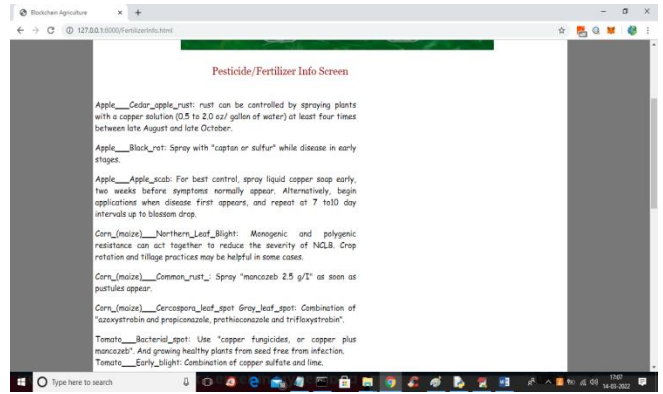 Blockchain Agriculture
127.0.0.1:8000/FertilizerInfo.html
Pesticide/Fertilizer Info Screen
Apple___Cedar_apple_rust: rust can be controlled by spraying plants
with a copper solution (0.5 to 2.0 oz/ gallon of water) at least four times
between late August and late October.
Apple___Black_rot: Spray with "captan or sulfur" while disease in early
stages.
Apple___Apple_scab: For best control, spray liquid copper soap early,
two weeks before symptoms normally appear. Alternatively, begin
applications when disease first appears, and repeat at 7 to10 day
intervals up to blossom drop.
Corn_(maize)___Northern_Leaf_Blight: Monogenic and polygenic
resistance can act together to reduce the severity of NCLB. Crop
rotation and tillage practices may be helpful in some cases.
Corn_(maize)___Common_rust_: Spray "mancozeb 2.5 g/I" as soon as
pustules appear.
Corn_(maize)___Cercospora_leaf_spot Gray_leaf_spot: Combination of
"azoxystrobin and propiconazole, prothioconazole and trifloxystrobin".
Tomato___Bacterial_spot: Use "copper fungicides, or copper plus
mancozeb". And growing healthy plants from seed free from infection.
Tomato___Early_blight: Combination of copper sulfate and lime.
Type here to search
17:07
14-03-2022